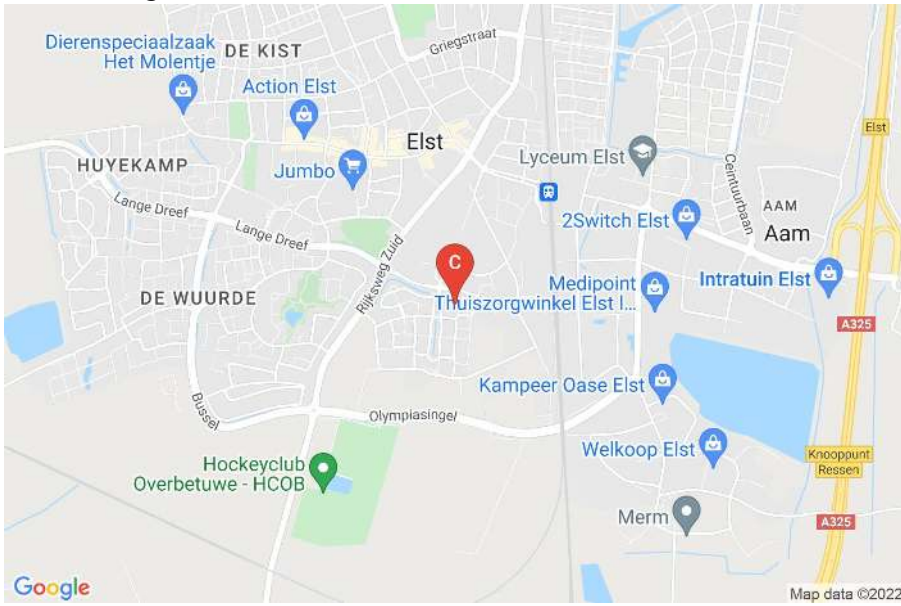 Dierenspeciaalzaak
Het Molentje
DE KIST
Griegstraat
Action Elst
Elst
Elst
Lyceum Elst
HUYEKAMP
Jumbo
Ceintuurbaan
Lange Dreef
AAM
2Switch Elst
Aam
Lange Dreef
C
Rijksweg Zuid
Medipoint
Thuiszorgwinkel Elst I...
Intratuin Elst
DE WUURDE
A325
Kampeer Oase Elst
Bussel
Olympiasingel
Welkoop Elst
Knooppunt
Ressen
Hockeyclub
Overbetuwe - HCOB
Merm
A325
Google
Map data ©2022